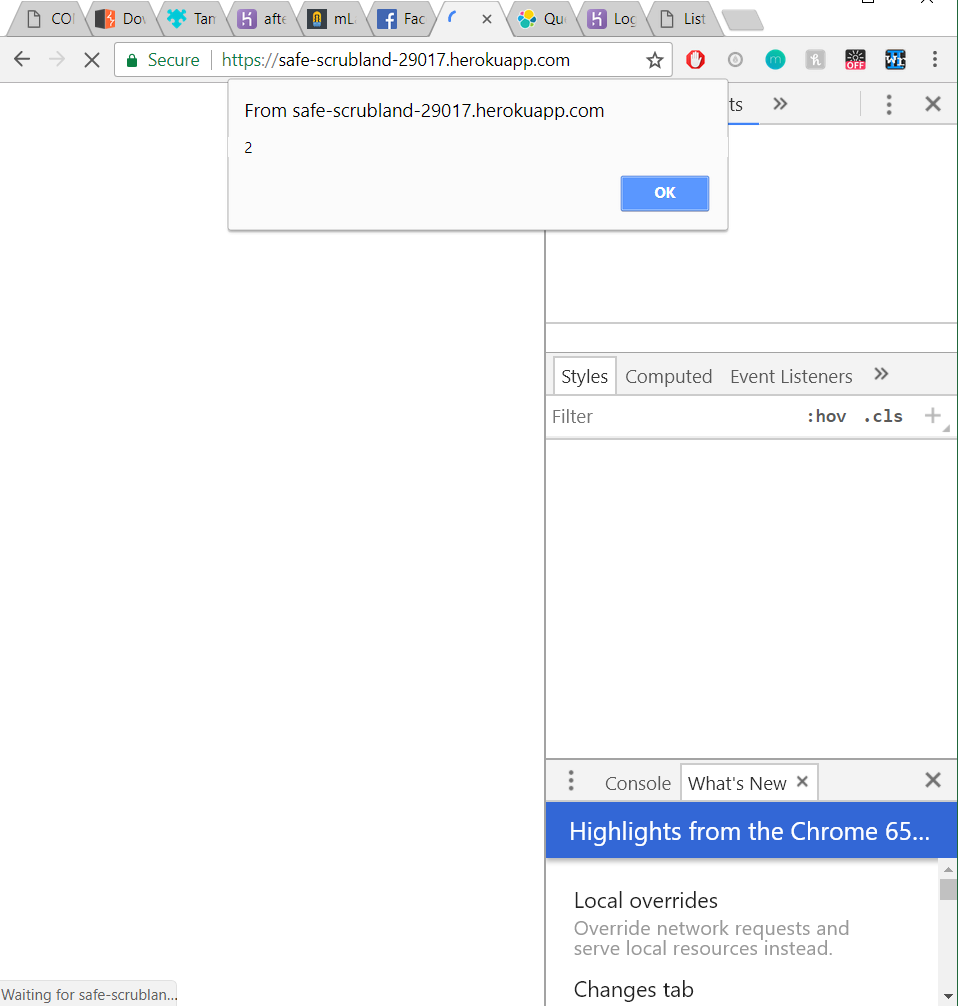 CO
Dov
Tan
afte
mL
Fac
Que
Log
List
Secure
https://safe-scrubland-29017.herokuapp.com
OFF
From safe-scrubland-29017.herokuapp.com
2
OK
ts
Styles Computed Event Listeners
Filter :hov .cls
Console What's New
Highlights from the Chrome 65...
Local overrides
Override network requests and
serve local resources instead.
Changes tab
Waiting for safe-scrublan...